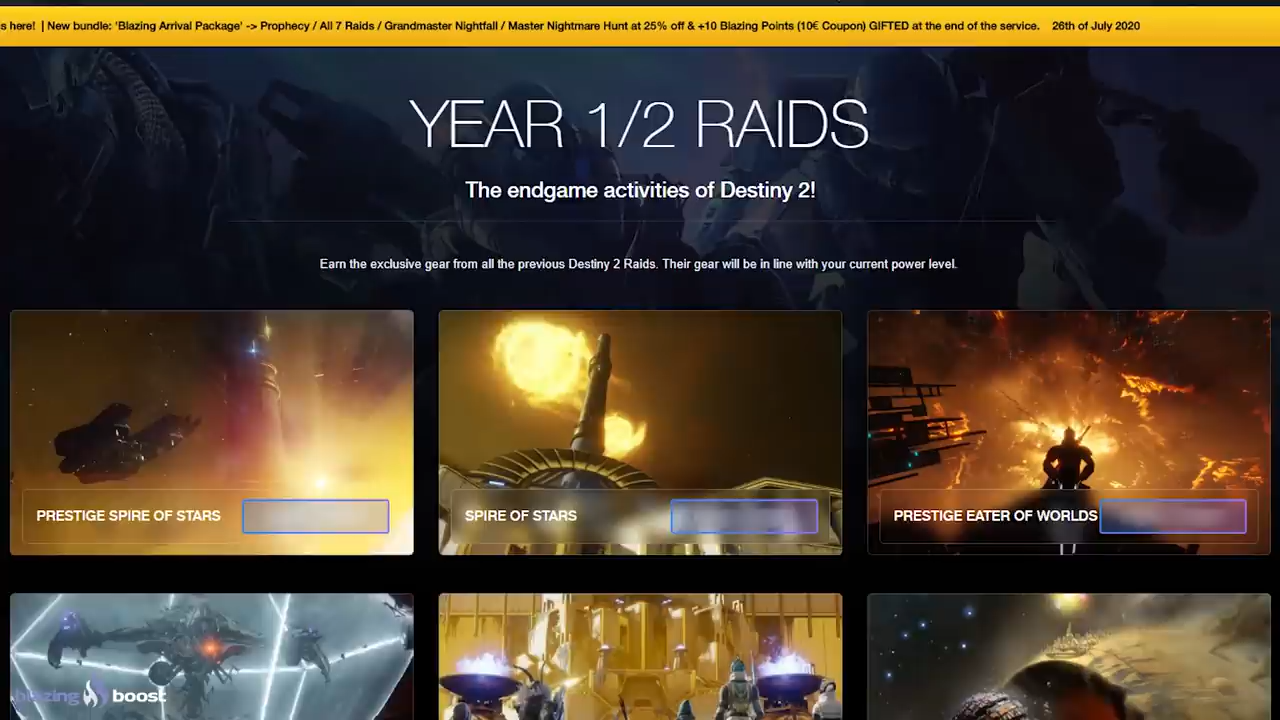 s here! | New bundle: 'Blazing Arrival Package' -> Prophecy / All 7 Raids / Grandmaster Nightfall / Master Nightmare Hunt at 25% off & +10 Blazing Points (10€ Coupon) GIFTED at the end of the service. 26th of July 2020
YEAR 1/2 RAIDS
The endgame activities of Destiny 2!
Earn the exclusive gear from all the previous Destiny 2 Raids. Their gear will be in line with your current power level.
PRESTIGE SPIRE OF STARS
SPIRE OF STARS
PRESTIGE EATER OF WORLDS
blazing boost